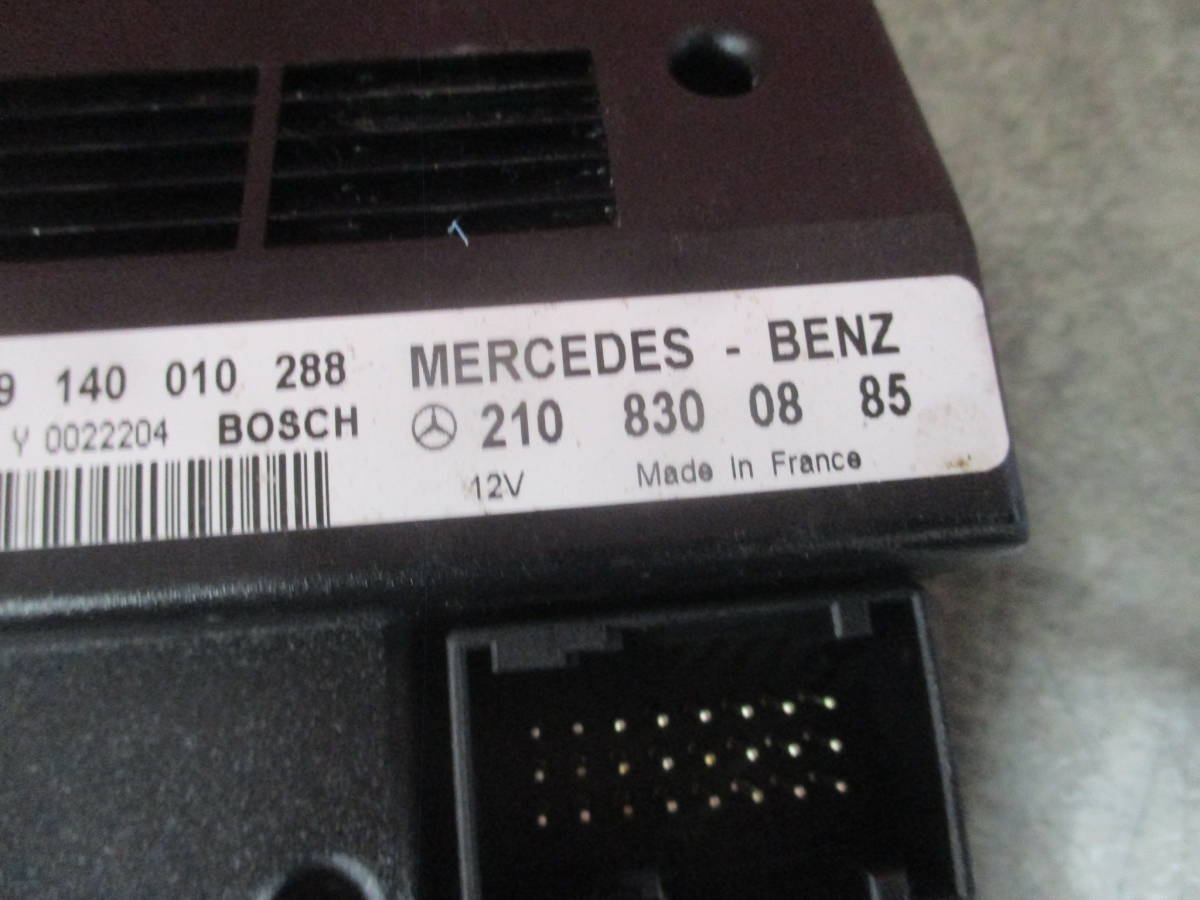 9 140 010 288
Y 0022204 BOSCH
MERCEDES - BENZ
210 830 08 85
12V Made In France